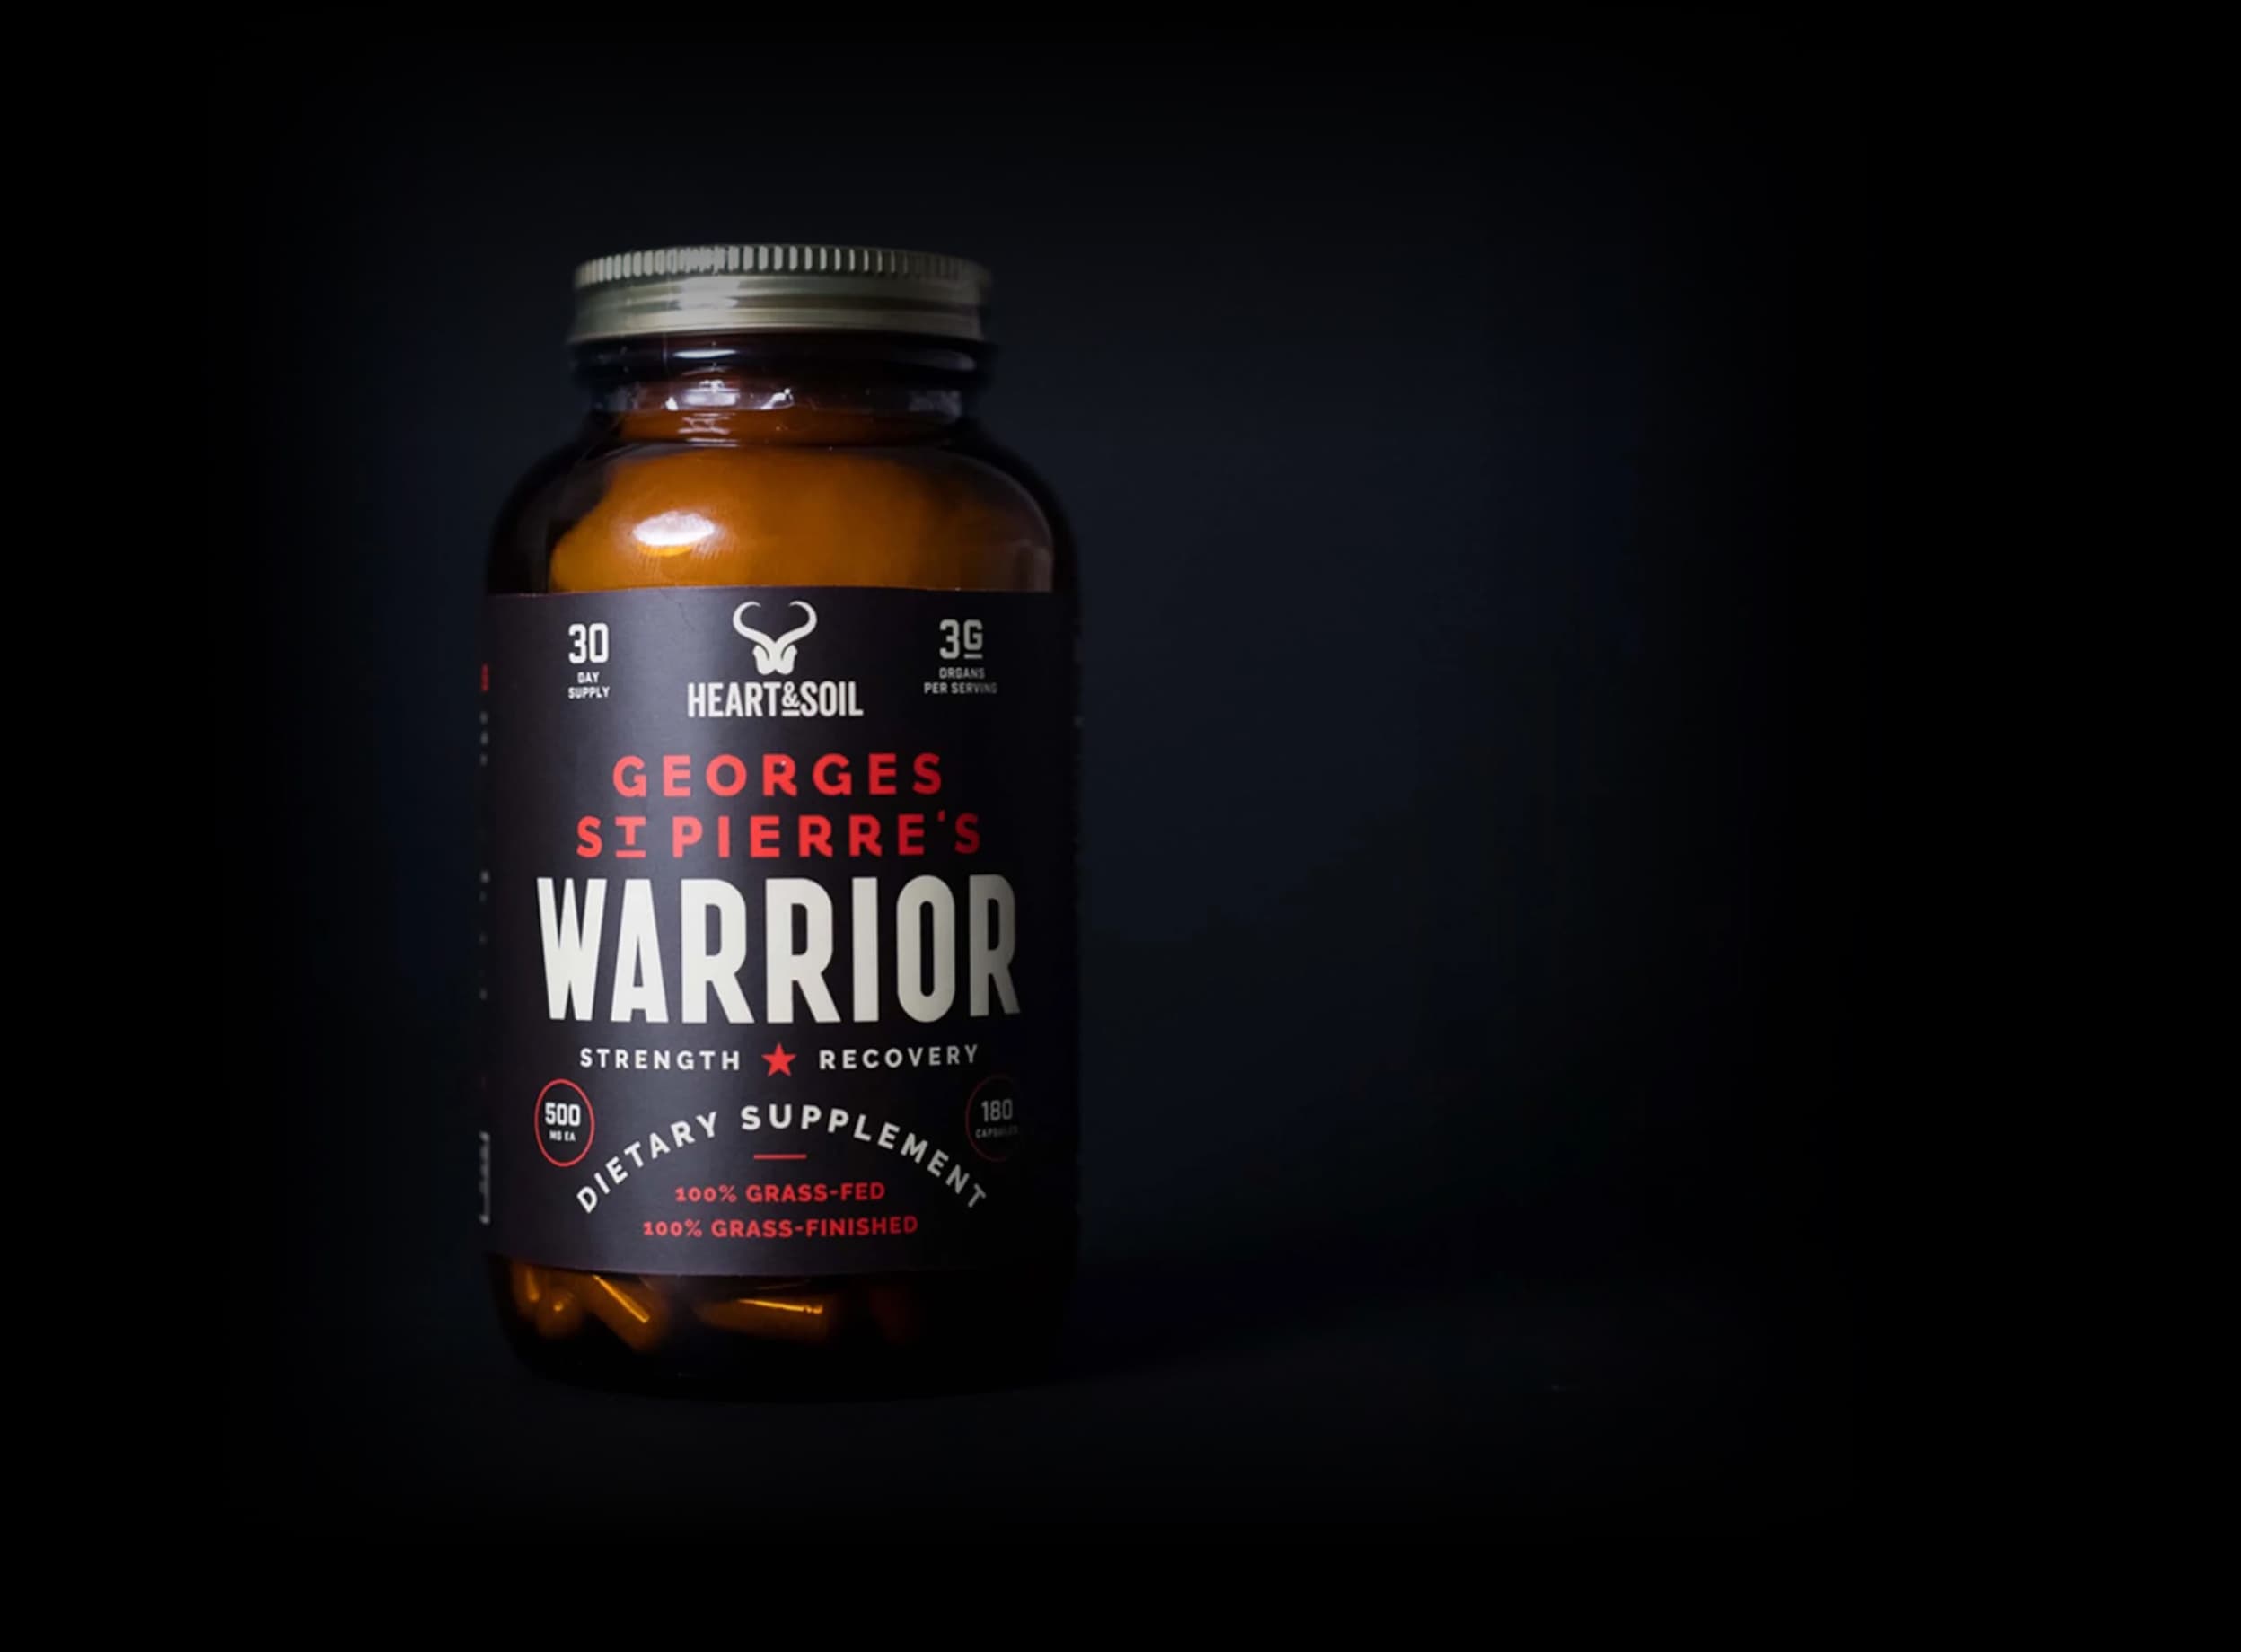 30
DAY
SUPPLY
HEART&SOIL
3G
ORGANS
PER SERVING
GEORGES
ST PIERRE'S
WARRIOR
STRENGTH ★ RECOVERY
500
MG EA
180
CAPSULES
DIETARY SUPPLEMENT
100% GRASS-FED
100% GRASS-FINISHED